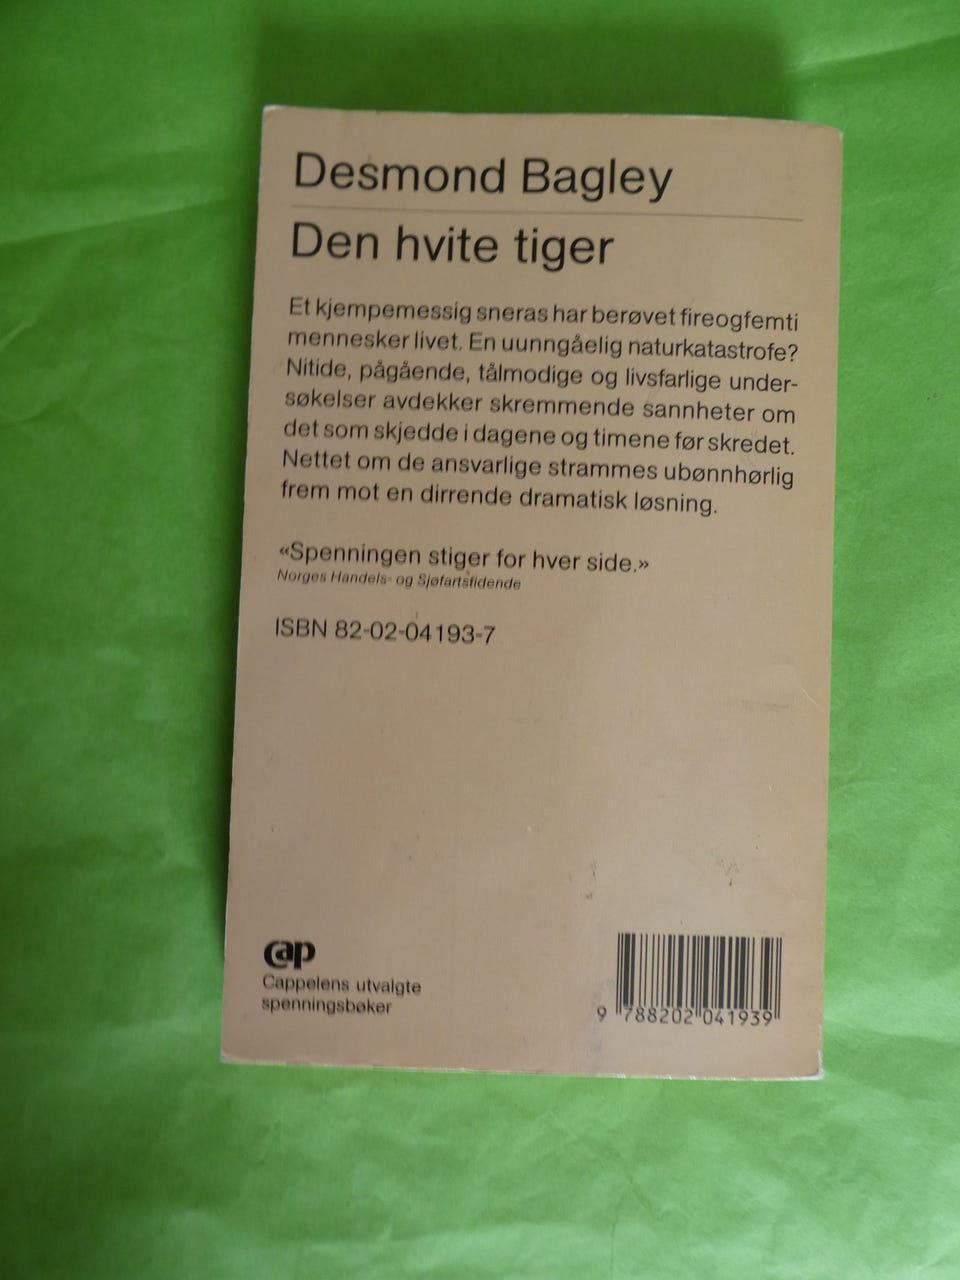 Desmond Bagley
Den hvite tiger
Et kjempemessig sneras har berøvet fireogfemti
mennesker livet. En uunngåelig naturkatastrofe?
Nitide, pågående, tålmodige og livsfarlige under-
søkelser avdekker skremmende sannheter om
det som skjedde i dagene og timene før skredet.
Nettet om de ansvarlige strammes ubønnhørlig
frem mot en dirrende dramatisk løsning.
«Spenningen stiger for hver side.»
Norges Handels- og Sjøfartstidende
ISBN 82-02-04193-7
cap
Cappelens utvalgte
spenningsbøker
9 788202 041939